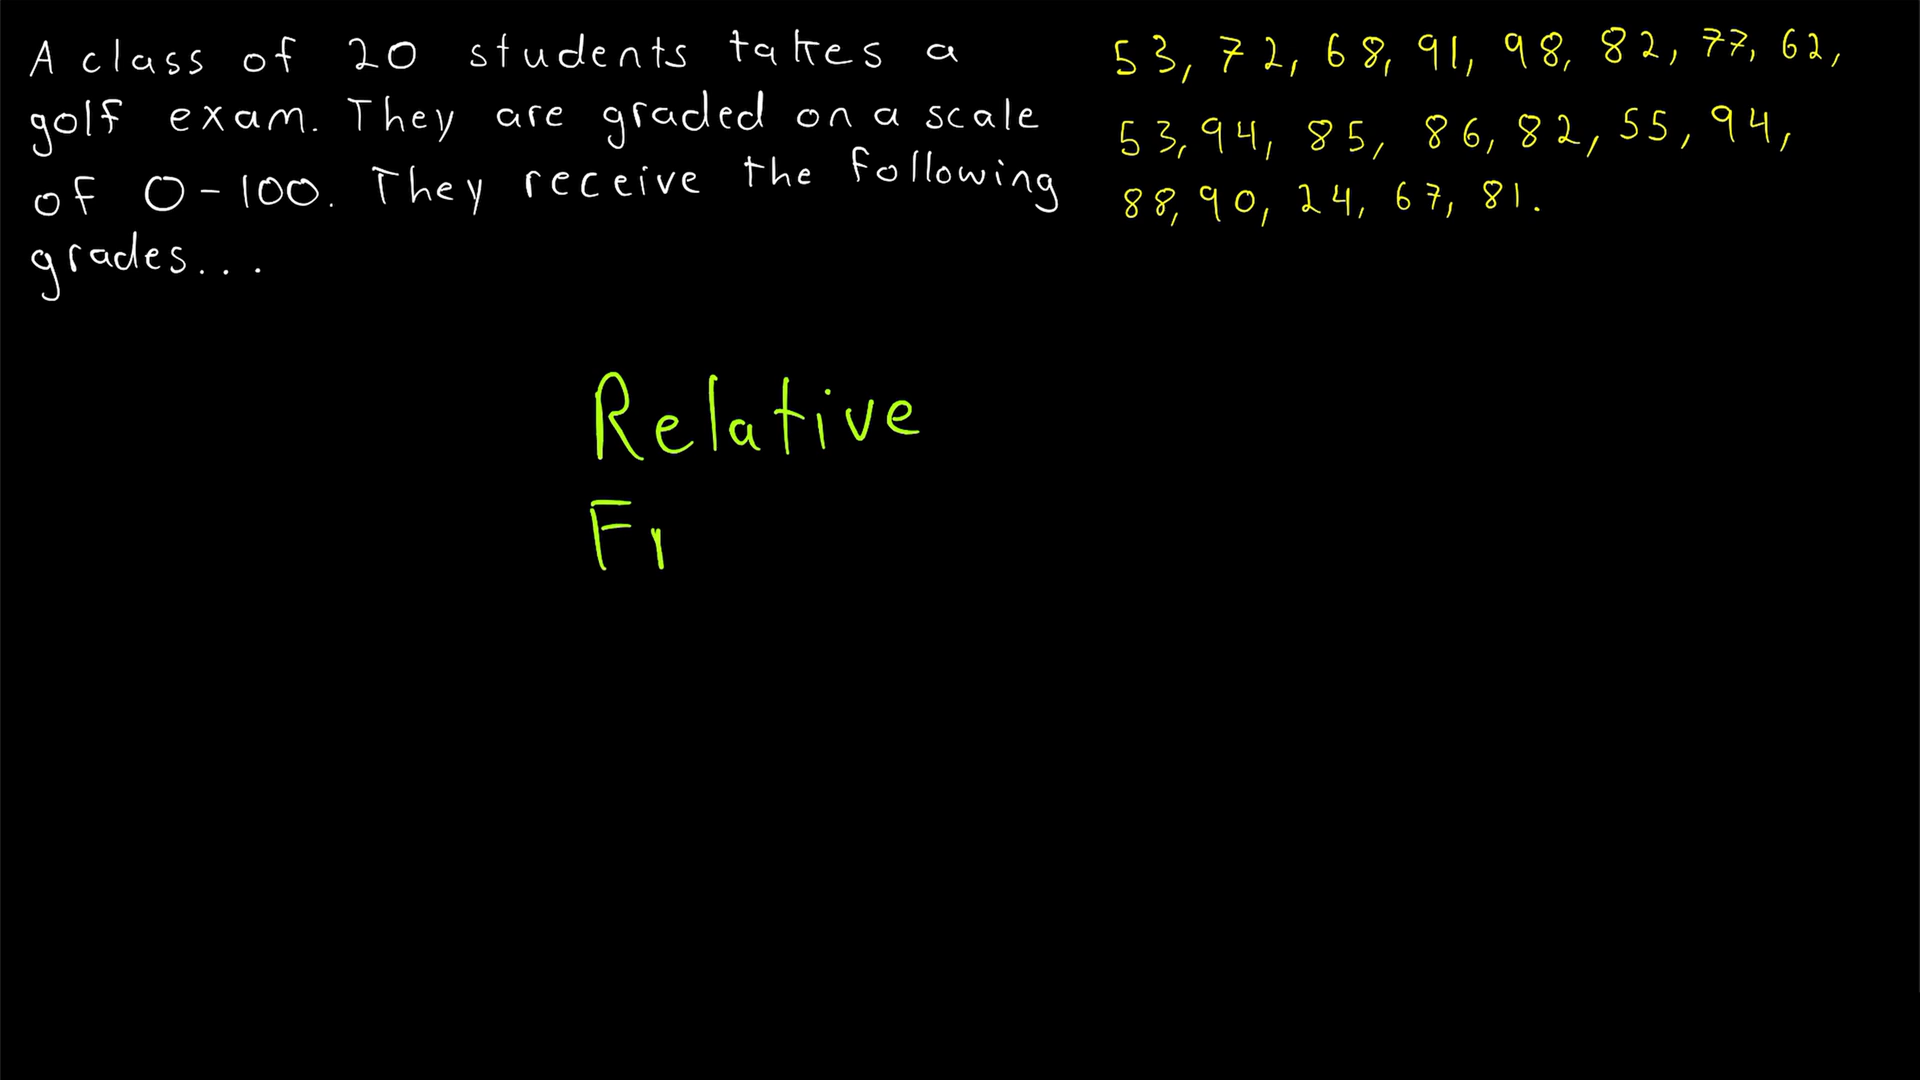 A class of 20 students takes a
golf exam. They are graded on a scale
of 0-100. They receive the following
grades...
53, 72, 68, 91, 98, 82, 77, 62,
53, 94, 85, 86, 82, 55, 94,
88, 90, 24, 67, 81.
Relative
Fr